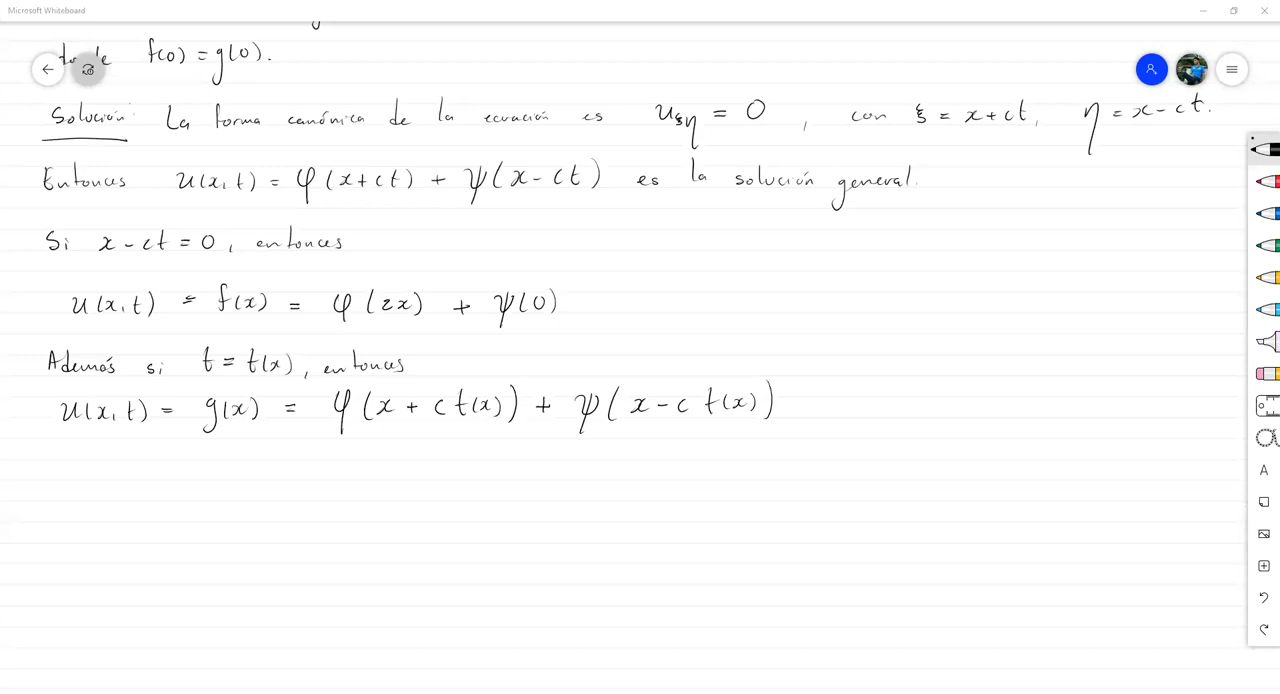 Microsoft Whiteboard
f(0) = g(0).
Solución: La forma canónica de la ecuación es u_ξη = 0, con ξ = x+ct, η = x-ct.
Entonces u(x,t) = φ(x+ct) + ψ(x-ct) es la solución general.
Si x-ct=0, entonces
u(x,t) = f(x) = φ(2x) + ψ(0)
Además si t = t(x), entonces
u(x,t) = g(x) = φ(x + ct(x)) + ψ(x - c t(x))
A